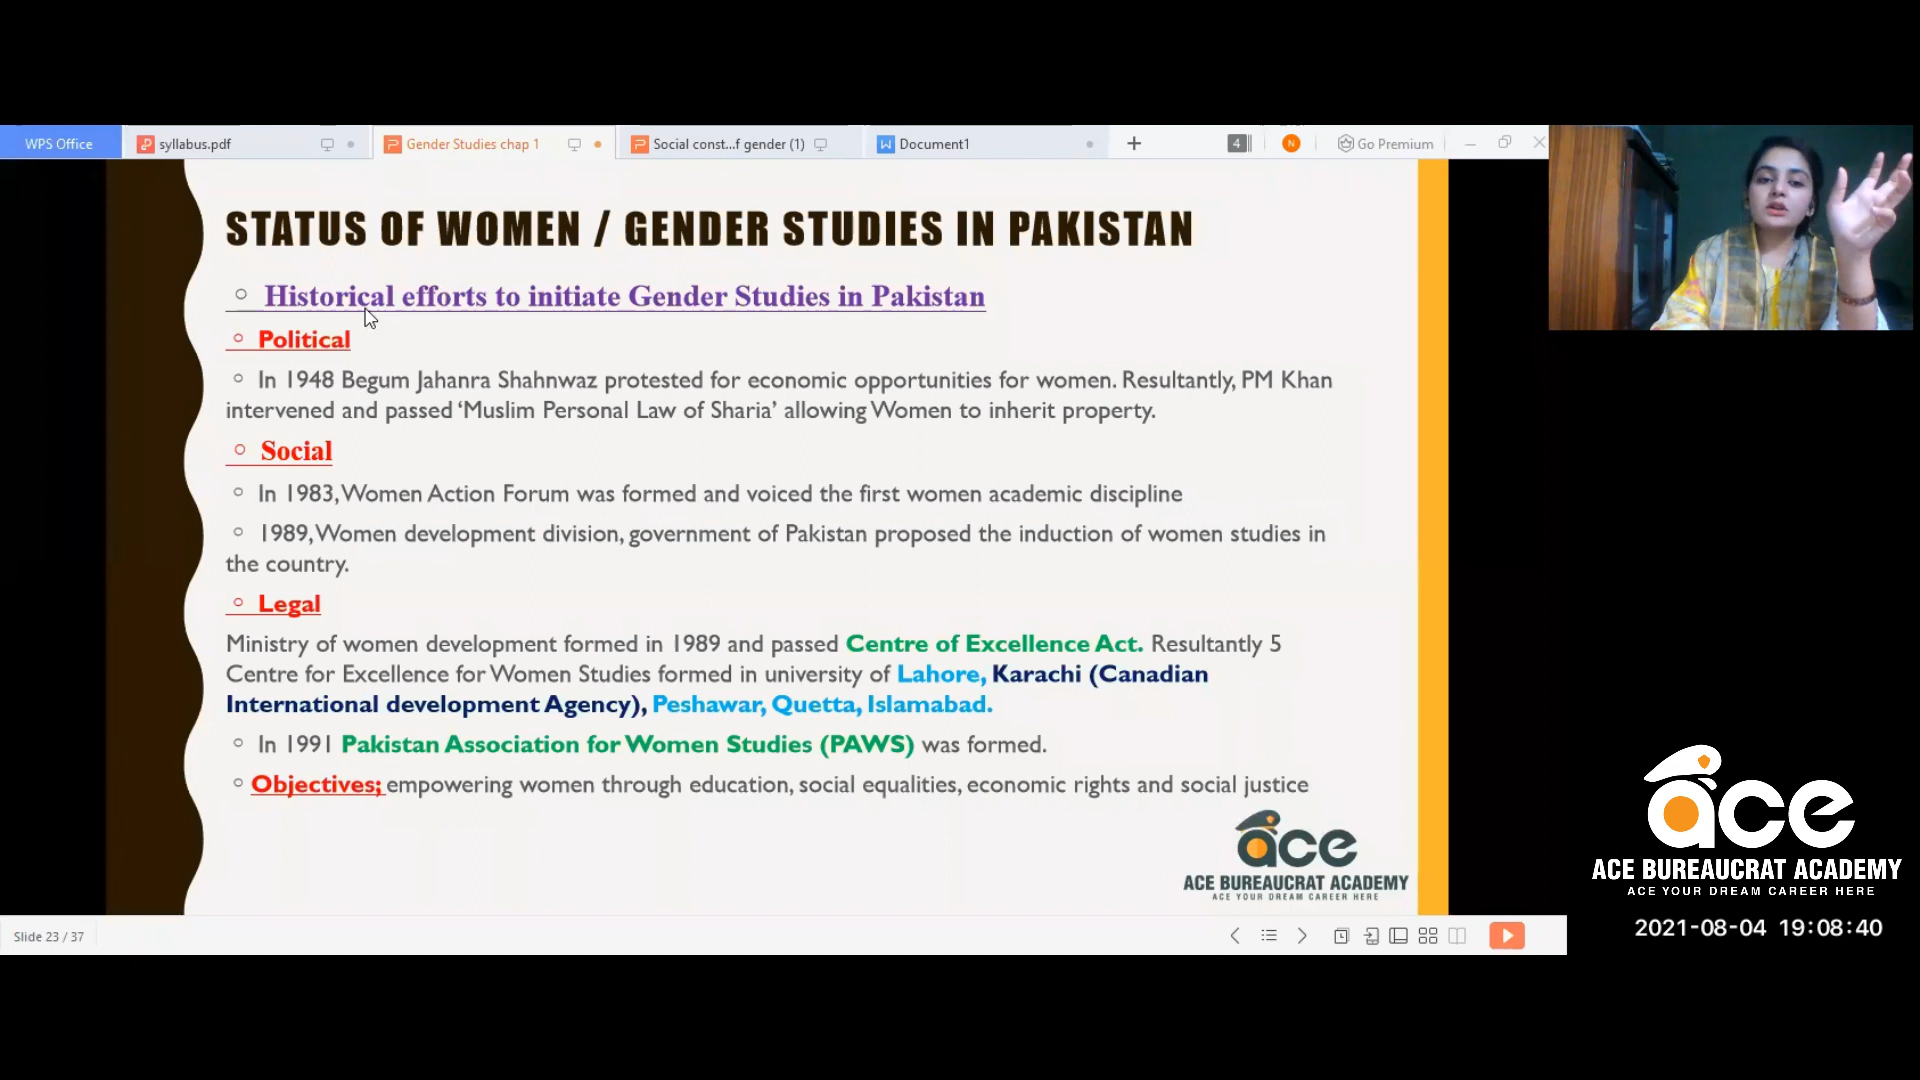 WPS Office
syllabus.pdf
Gender Studies chap 1
Social const...f gender (1)
Document1
4
N
Go Premium
STATUS OF WOMEN / GENDER STUDIES IN PAKISTAN
Historical efforts to initiate Gender Studies in Pakistan
Political
In 1948 Begum Jahanra Shahnwaz protested for economic opportunities for women. Resultantly, PM Khan
intervened and passed ‘Muslim Personal Law of Sharia’ allowing Women to inherit property.
Social
In 1983, Women Action Forum was formed and voiced the first women academic discipline
1989, Women development division, government of Pakistan proposed the induction of women studies in
the country.
Legal
Ministry of women development formed in 1989 and passed Centre of Excellence Act. Resultantly 5
Centre for Excellence for Women Studies formed in university of Lahore, Karachi (Canadian
International development Agency), Peshawar, Quetta, Islamabad.
In 1991 Pakistan Association for Women Studies (PAWS) was formed.
Objectives; empowering women through education, social equalities, economic rights and social justice
ace
ACE BUREAUCRAT ACADEMY
ACE YOUR DREAM CAREER HERE
ace
ACE BUREAUCRAT ACADEMY
ACE YOUR DREAM CAREER HERE
2021-08-04 19:08:40
Slide 23 / 37